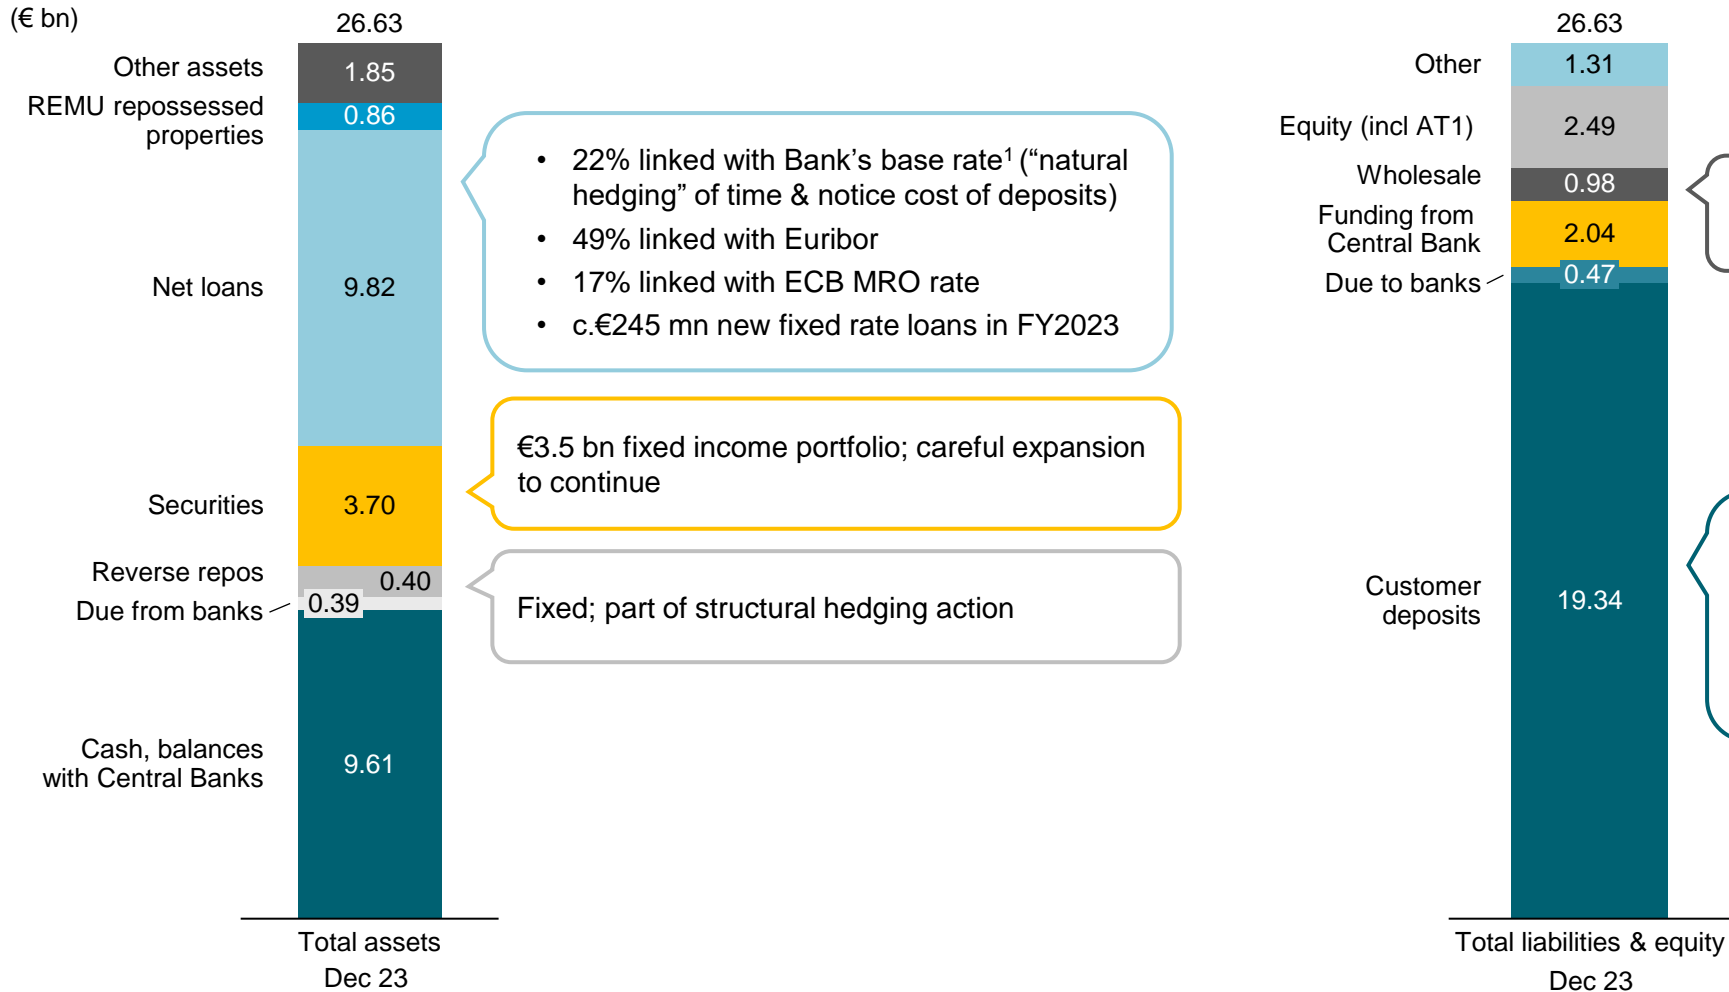 (€ bn)
26.63
Other assets
1.85
REMU repossessed
properties
0.86
Net loans
9.82
Securities
3.70
Reverse repos
0.40
Due from banks
0.39
Cash, balances
with Central Banks
9.61
Total assets
Dec 23
• 22% linked with Bank’s base rate¹ (“natural
hedging” of time & notice cost of deposits)
• 49% linked with Euribor
• 17% linked with ECB MRO rate
• c.€245 mn new fixed rate loans in FY2023
€3.5 bn fixed income portfolio; careful expansion
to continue
Fixed; part of structural hedging action
26.63
Other
1.31
Equity (incl AT1)
2.49
Wholesale
0.98
Funding from
Central Bank
2.04
Due to banks
0.47
Customer
deposits
19.34
Total liabilities & equity
Dec 23